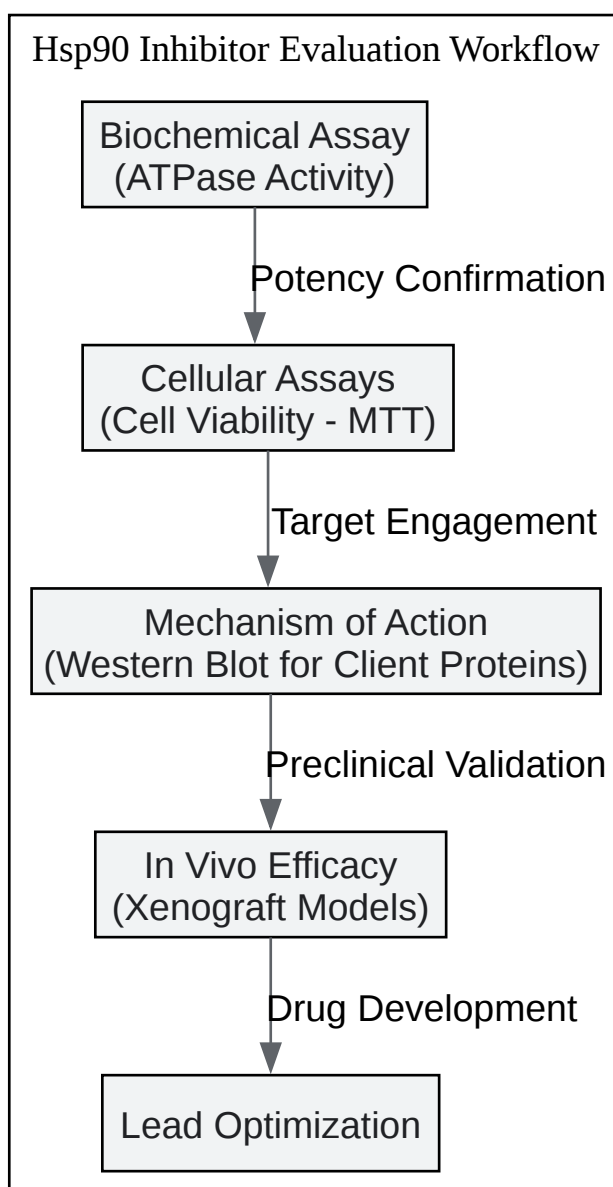 Hsp90 Inhibitor Evaluation Workflow
Biochemical Assay
(ATPase Activity)
Potency Confirmation
Cellular Assays
(Cell Viability - MTT)
Target Engagement
Mechanism of Action
(Western Blot for Client Proteins)
Preclinical Validation
In Vivo Efficacy
(Xenograft Models)
Drug Development
Lead Optimization